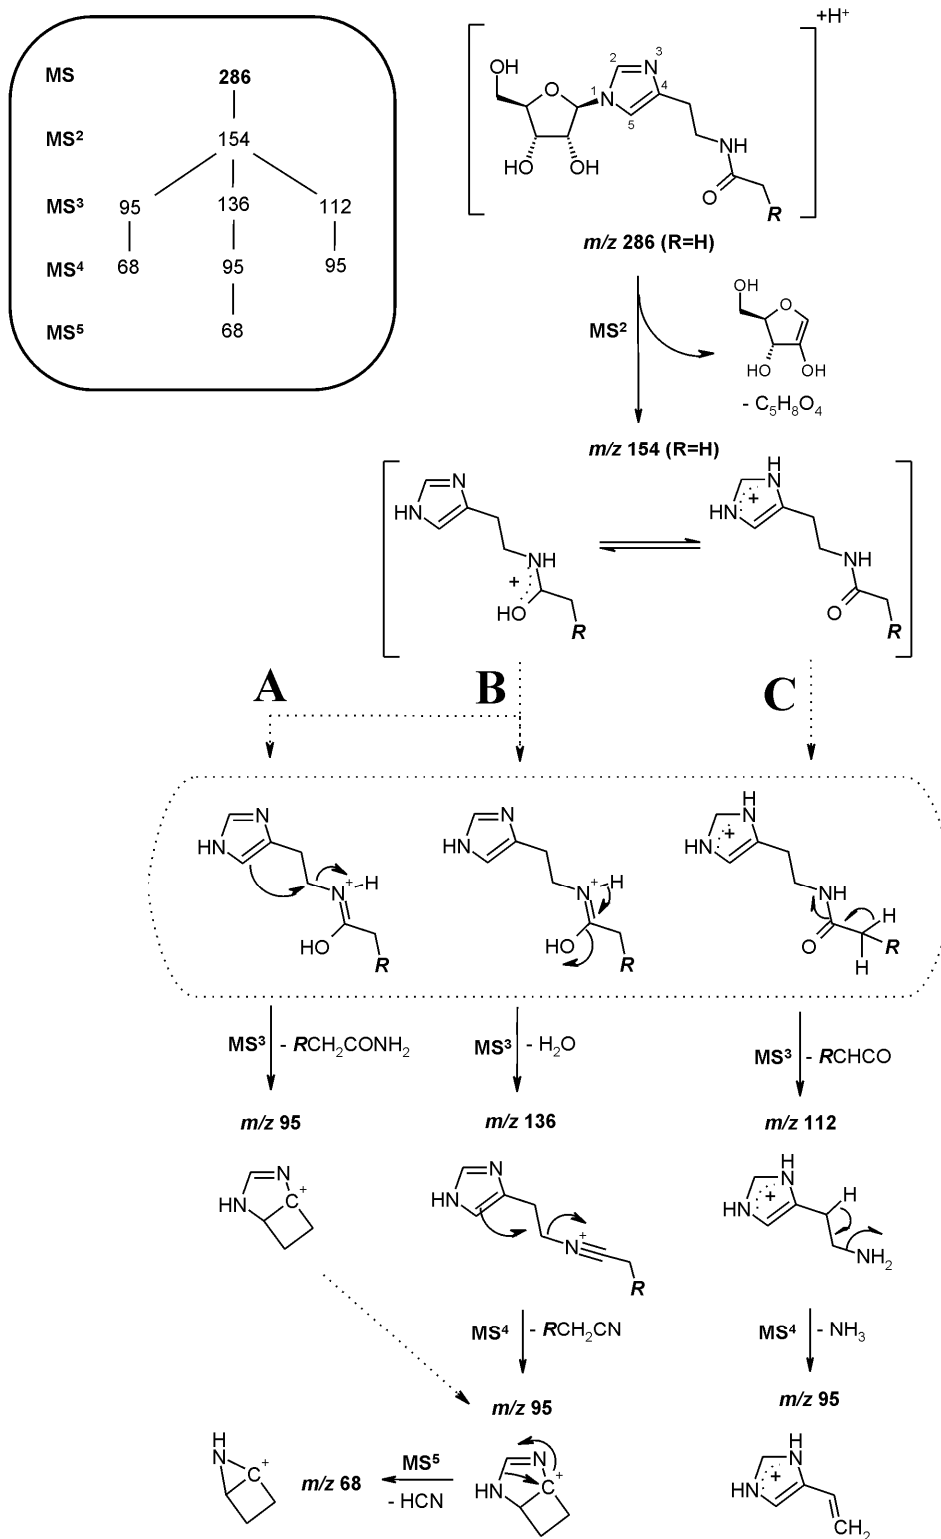 MS 286
MS² 154
MS³ 95 136 112
MS⁴ 68 95 95
MS⁵ 68
+H⁺
OH
O
HO
OH
1
N
2
3
N
4
5
NH
O
R
m/z 286 (R=H)
MS²
OH
O
HO
OH
- C₅H₈O₄
m/z 154 (R=H)
N
HN
NH
+
HO
R
H
N
HN
+
NH
O
R
A B C
N
HN
N
+
H
HO
R
N
HN
N
+
H
HO
R
H
N
HN
+
NH
H
O
R
H
MS³ - RCH₂CONH₂
MS³ - H₂O
MS³ - RCHCO
m/z 95
m/z 136
m/z 112
N
HN
C
+
N
HN
N
+
R
H
N
HN
+
H
NH₂
MS⁴ - RCH₂CN
MS⁴ - NH₃
m/z 95
m/z 95
H
N
C
+
m/z 68
MS⁵
- HCN
N
HN
C
+
H
N
HN
+
CH₂